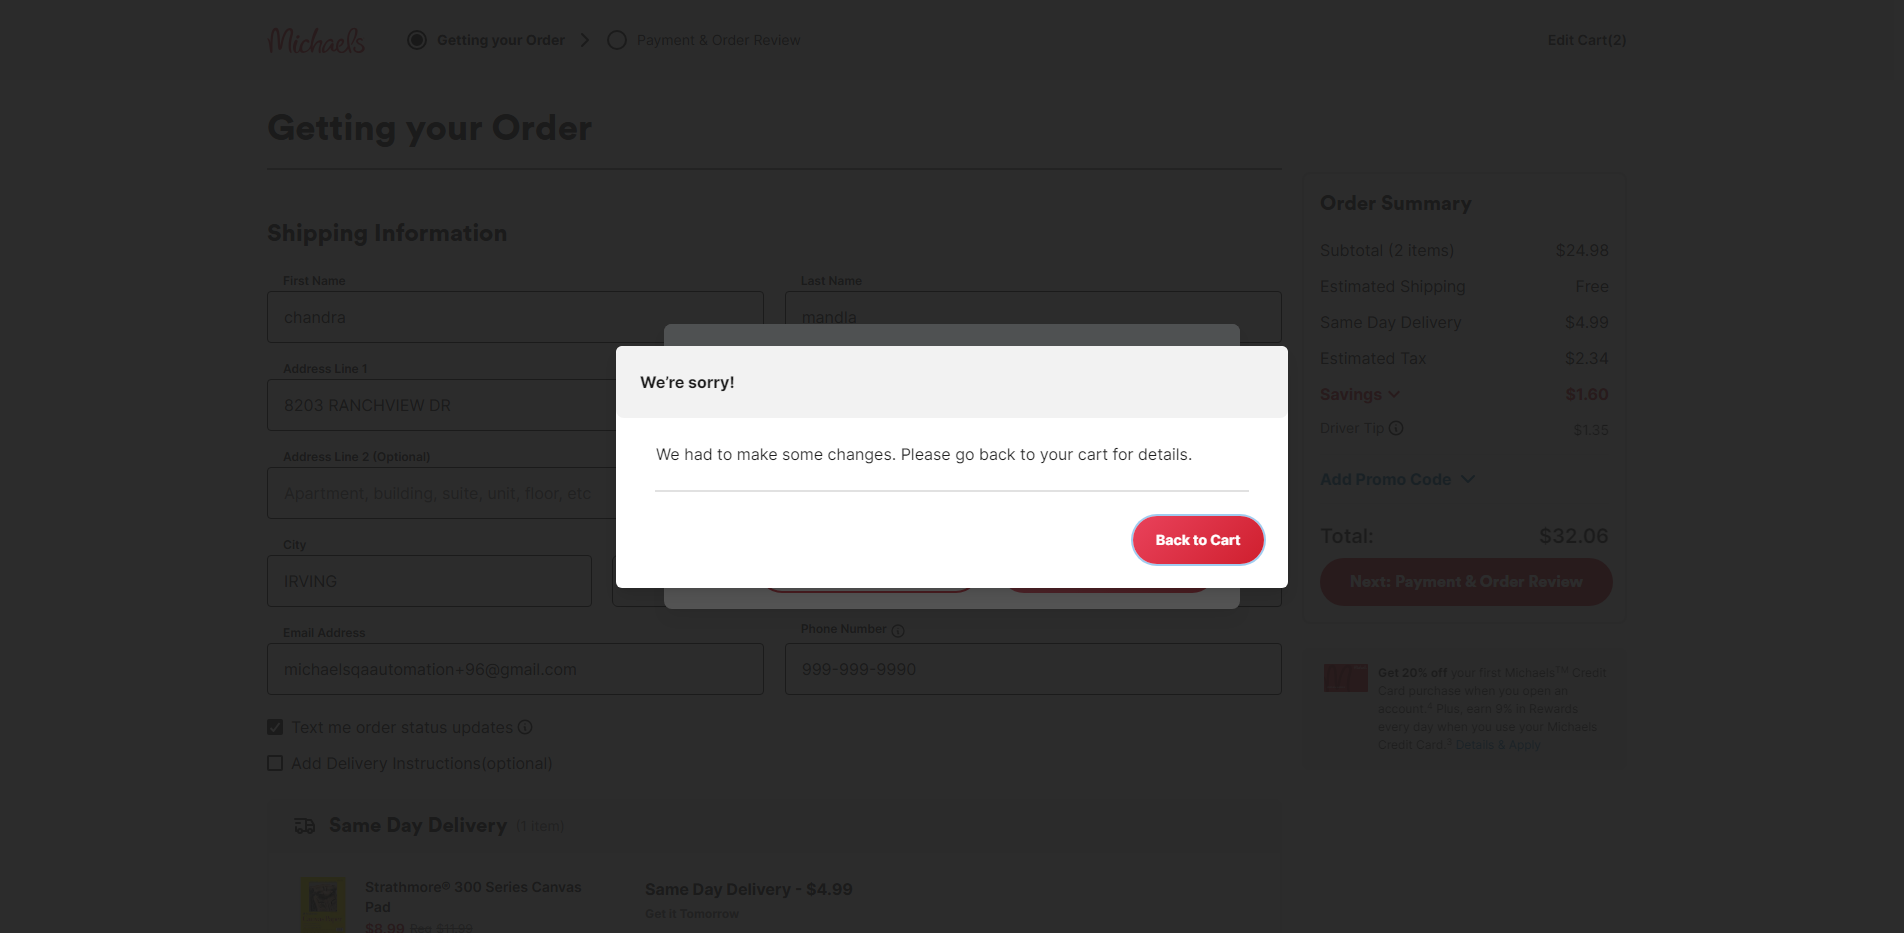 Michaels
Getting your Order
Payment & Order Review
Edit Cart(2)
Getting your Order
Shipping Information
First Name
Last Name
chandra
mandla
Address Line 1
8203 RANCHVIEW DR
Address Line 2 (Optional)
Apartment, building, suite, unit, floor, etc
City
IRVING
Email Address
Phone Number
michaelsqaautomation+96@gmail.com
999-999-9990
Text me order status updates
Add Delivery Instructions(optional)
Same Day Delivery (1 item)
Strathmore® 300 Series Canvas
Pad
$8.99 Reg $11.99
Same Day Delivery - $4.99
Get It Tomorrow
We're sorry!
We had to make some changes. Please go back to your cart for details.
Back to Cart
Order Summary
Subtotal (2 items) $24.98
Estimated Shipping Free
Same Day Delivery $4.99
Estimated Tax $2.34
Savings $1.60
Driver Tip $1.35
Add Promo Code
Total: $32.06
Next: Payment & Order Review
Get 20% off your first Michaels™ Credit
Card purchase when you open an
account.² Plus, earn 9% in Rewards
every day when you use your Michaels
Credit Card.³ Details & Apply